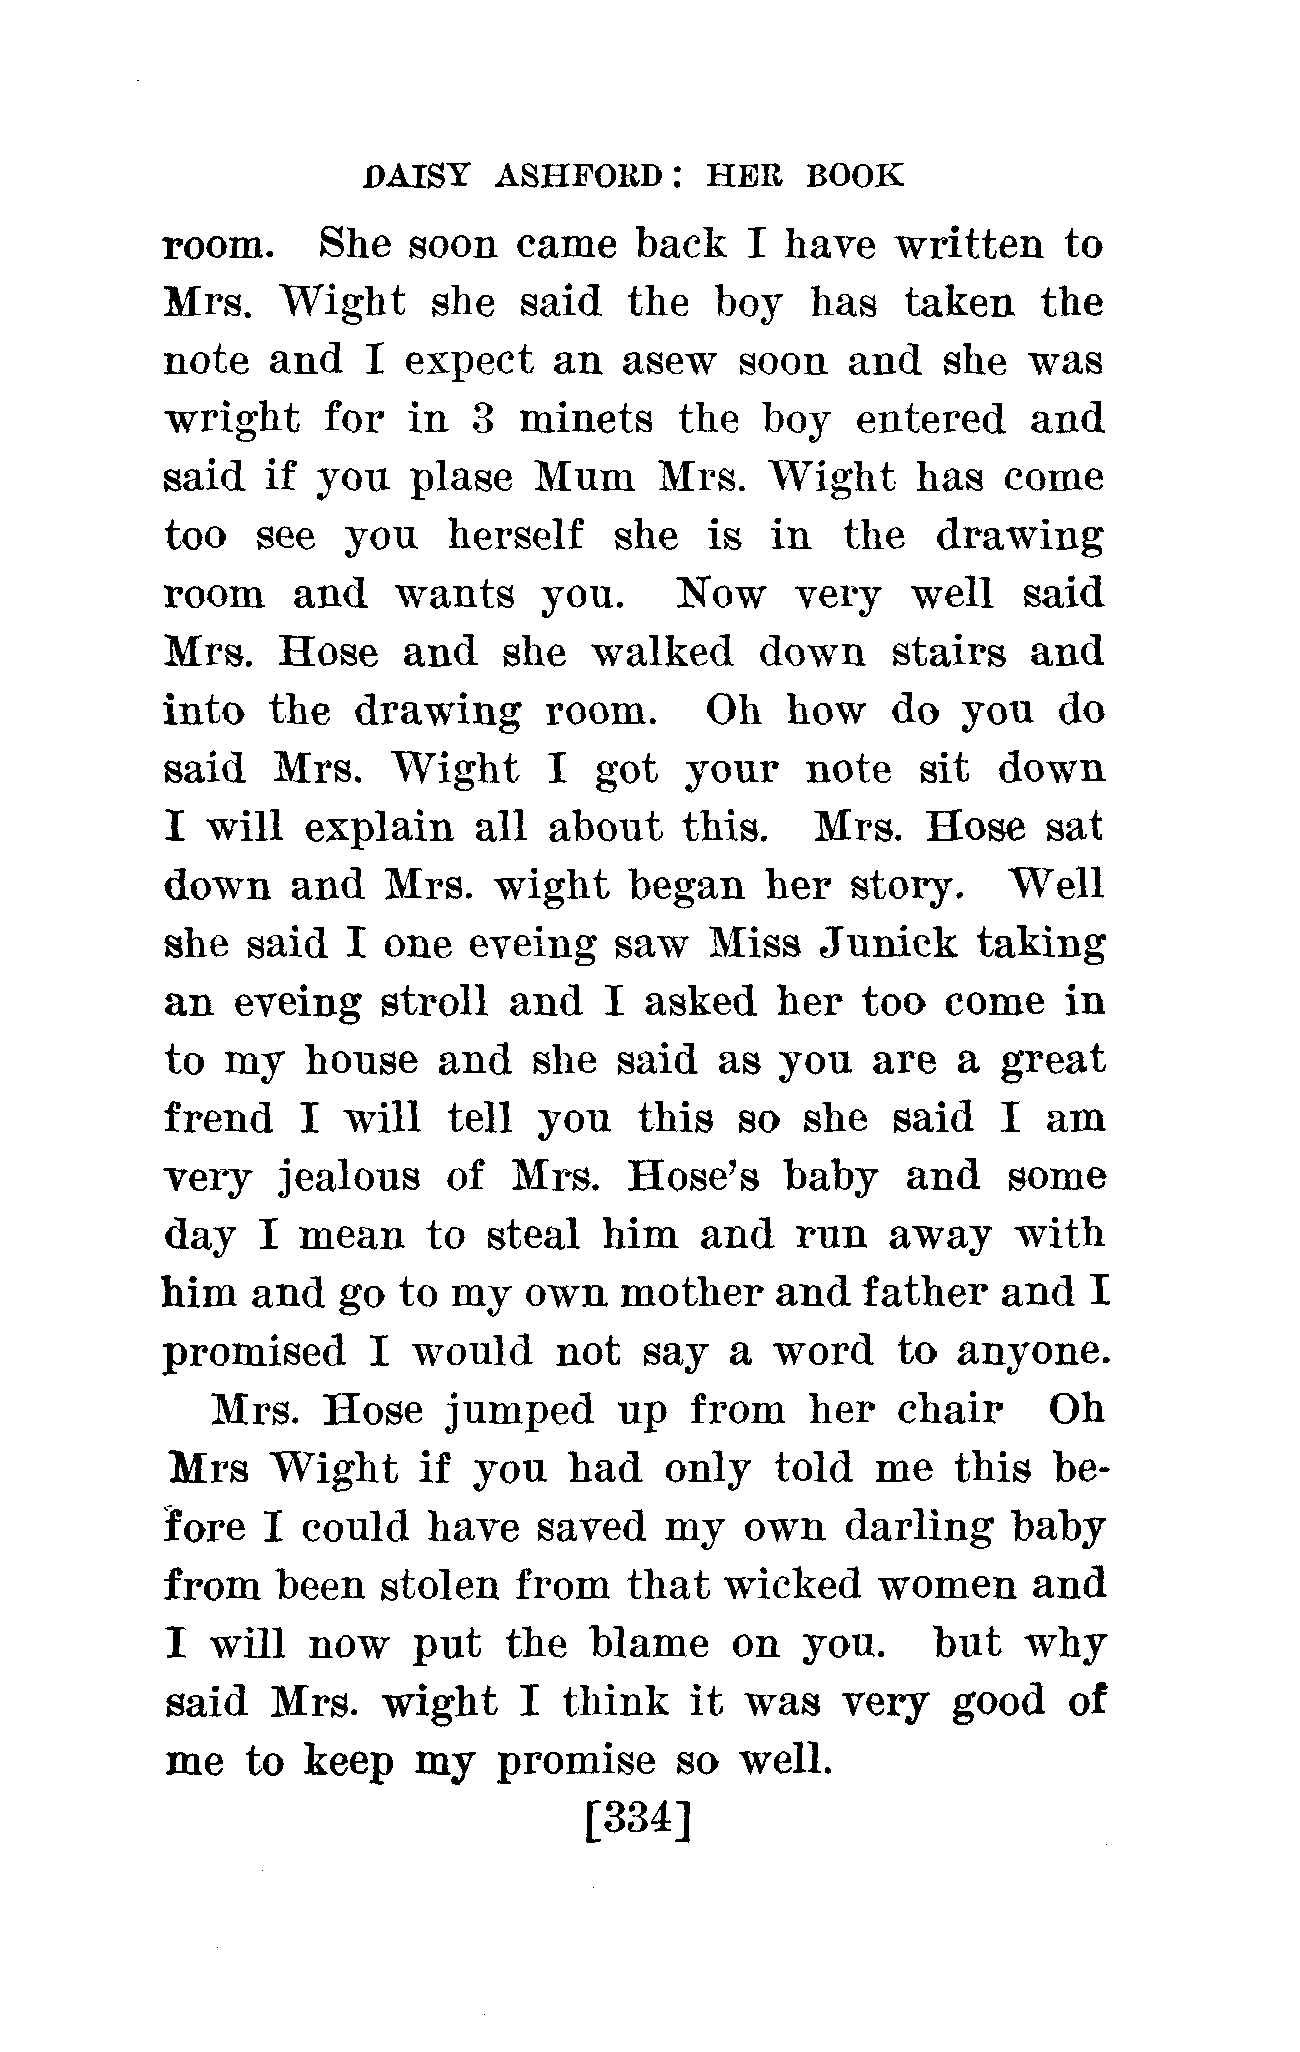 DAISY ASHFORD: HER BOOK
room. She soon came back I have written to
Mrs. Wight she said the boy has taken the
note and I expect an asew soon and she was
wright for in 3 minets the boy entered and
said if you plase Mum Mrs. Wight has come
too see you herself she is in the drawing
room and wants you. Now very well said
Mrs. Hose and she walked down stairs and
into the drawing room. Oh how do you do
said Mrs. Wight I got your note sit down
I will explain all about this. Mrs. Hose sat
down and Mrs. wight began her story. Well
she said I one eveing saw Miss Junick taking
an eveing stroll and I asked her too come in
to my house and she said as you are a great
frend I will tell you this so she said I am
very jealous of Mrs. Hose's baby and some
day I mean to steal him and run away with
him and go to my own mother and father and I
promised I would not say a word to anyone.
Mrs. Hose jumped up from her chair Oh
Mrs Wight if you had only told me this be-
fore I could have saved my own darling baby
from been stolen from that wicked women and
I will now put the blame on you. but why
said Mrs. wight I think it was very good of
me to keep my promise so well.
[334]